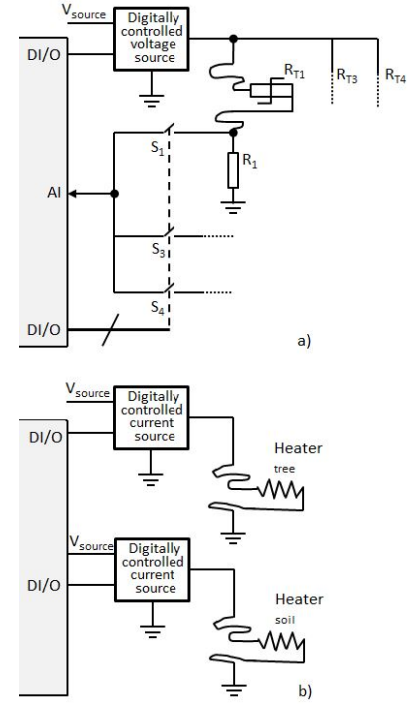 V source
Digitally
controlled
voltage
source
DI/O
RT1
RT3
RT4
S1
R1
AI
S3
S4
DI/O
a)
Vsource
Digitally
controlled
current
source
DI/O
Heater
tree
Vsource
Digitally
controlled
current
source
DI/O
Heater
soil
b)